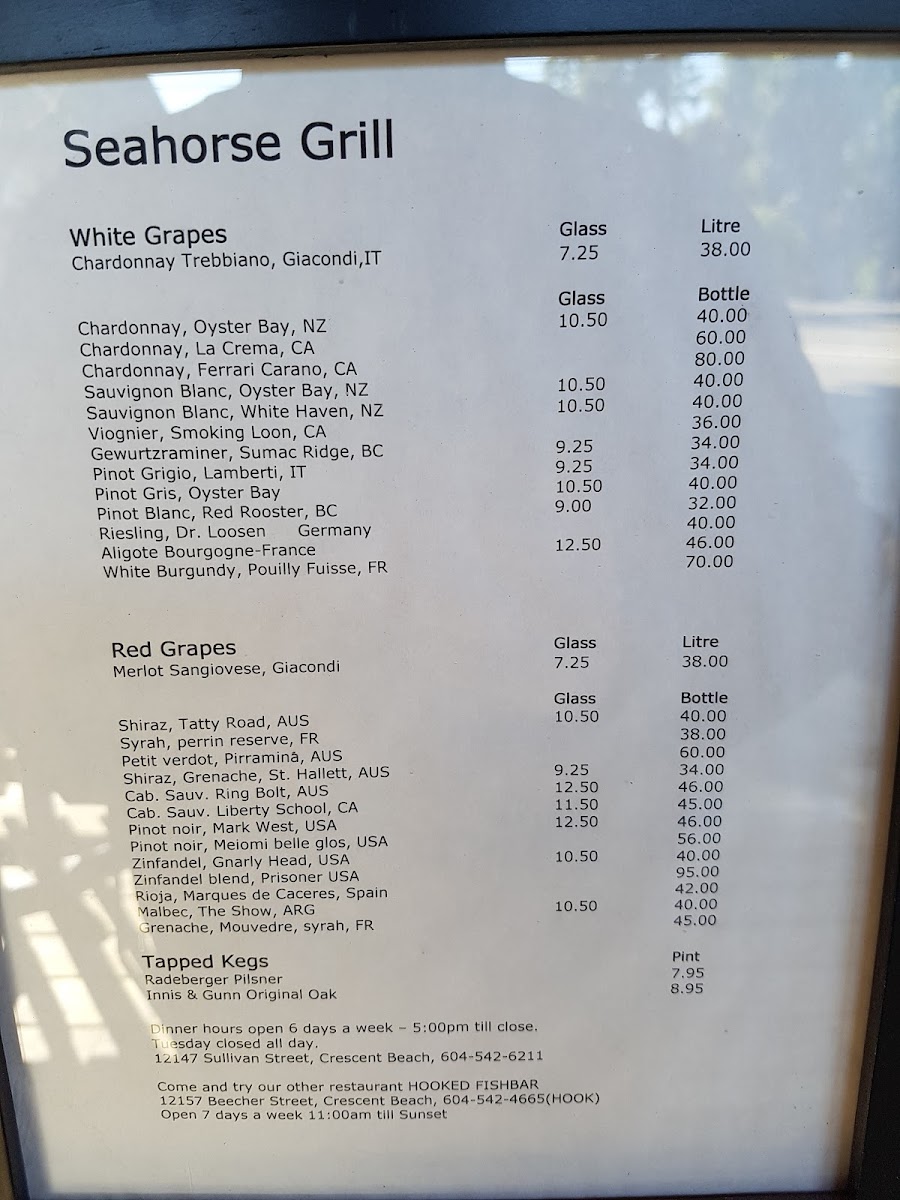 Seahorse Grill
White Grapes Glass Litre
Chardonnay Trebbiano, Giacondi,IT 7.25 38.00
Glass Bottle
Chardonnay, Oyster Bay, NZ 10.50 40.00
Chardonnay, La Crema, CA 60.00
Chardonnay, Ferrari Carano, CA 80.00
Sauvignon Blanc, Oyster Bay, NZ 10.50 40.00
Sauvignon Blanc, White Haven, NZ 10.50 40.00
Viognier, Smoking Loon, CA 36.00
Gewurtzraminer, Sumac Ridge, BC 9.25 34.00
Pinot Grigio, Lamberti, IT 9.25 34.00
Pinot Gris, Oyster Bay 10.50 40.00
Pinot Blanc, Red Rooster, BC 9.00 32.00
Riesling, Dr. Loosen Germany 40.00
Aligote Bourgogne-France 12.50 46.00
White Burgundy, Pouilly Fuisse, FR 70.00
Red Grapes Glass Litre
Merlot Sangiovese, Giacondi 7.25 38.00
Glass Bottle
Shiraz, Tatty Road, AUS 10.50 40.00
Syrah, perrin reserve, FR 38.00
Petit verdot, Pirraminâ, AUS 60.00
Shiraz, Grenache, St. Hallett, AUS 9.25 34.00
Cab. Sauv. Ring Bolt, AUS 12.50 46.00
Cab. Sauv. Liberty School, CA 11.50 45.00
Pinot noir, Mark West, USA 12.50 46.00
Pinot noir, Meiomi belle glos, USA 56.00
Zinfandel, Gnarly Head, USA 10.50 40.00
Zinfandel blend, Prisoner USA 95.00
Rioja, Marques de Caceres, Spain 42.00
Malbec, The Show, ARG 10.50 40.00
Grenache, Mouvedre, syrah, FR 45.00
Tapped Kegs Pint
Radeberger Pilsner 7.95
Innis & Gunn Original Oak 8.95
Dinner hours open 6 days a week – 5:00pm till close.
Tuesday closed all day.
12147 Sullivan Street, Crescent Beach, 604-542-6211
Come and try our other restaurant HOOKED FISHBAR
12157 Beecher Street, Crescent Beach, 604-542-4665(HOOK)
Open 7 days a week 11:00am till Sunset